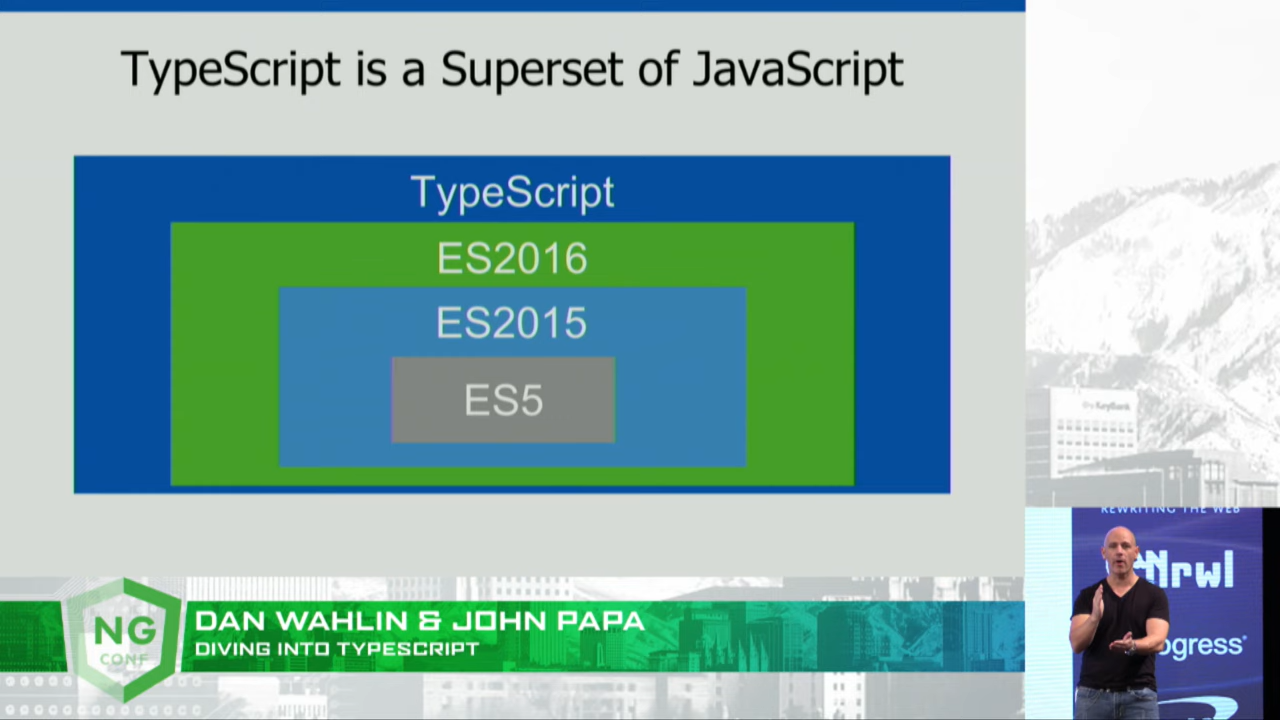 TypeScript is a Superset of JavaScript
TypeScript
ES2016
ES2015
ES5
KeyBank
REWRITING THE WEB
Nrwl
ogress
NG
CONF
DAN WAHLIN & JOHN PAPA
DIVING INTO TYPESCRIPT